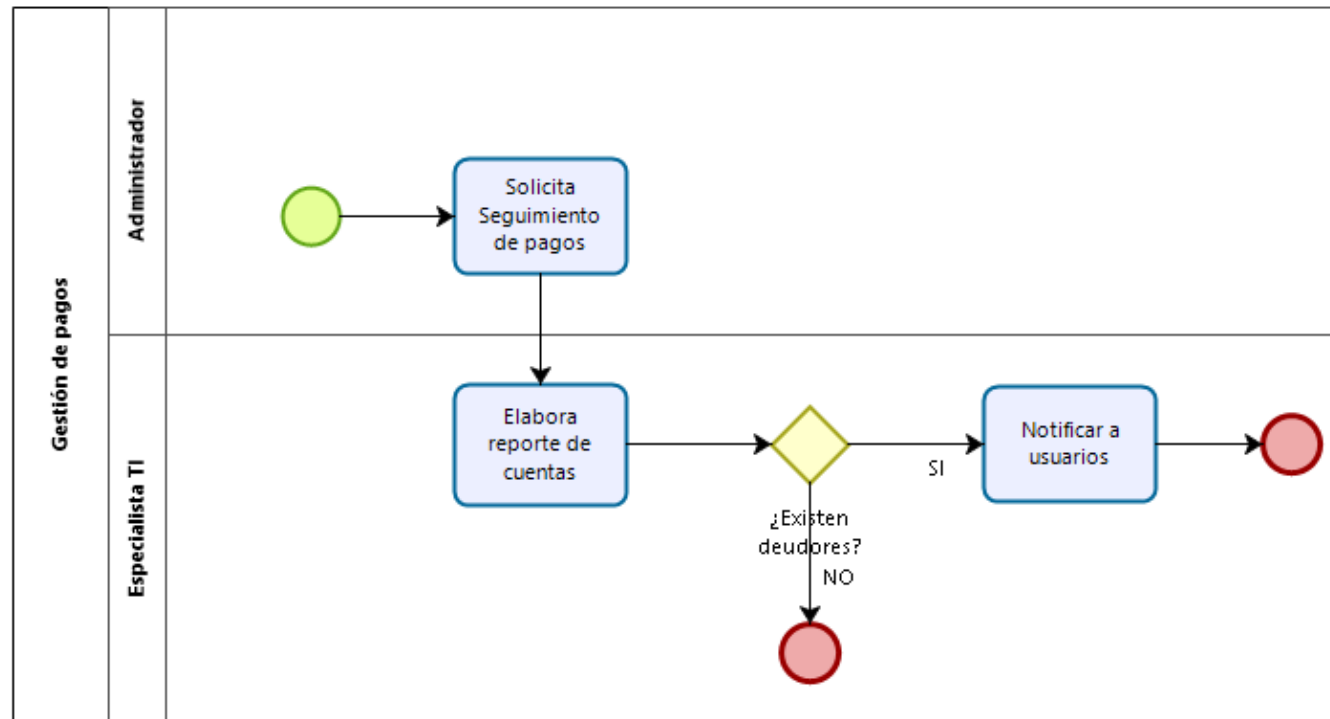 Gestión de pagos
Administrador
Solicita
Seguimiento
de pagos
Especialista TI
Elabora
reporte de
cuentas
¿Existen
deudores?
SI
NO
Notificar a
usuarios